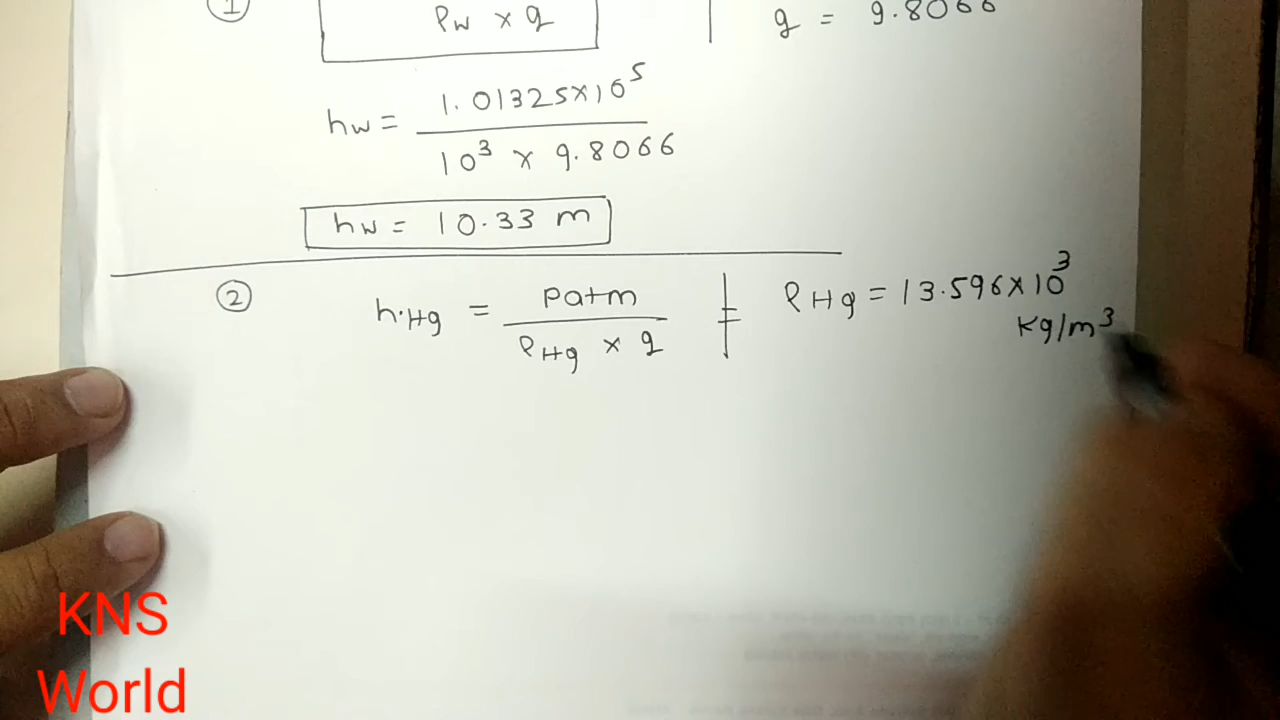 ①
ρw × g
g = 9.8066
hw = 1.01325×10⁵ / 10³ × 9.8066
hw = 10.33 m
②
h.Hg = patm / ρHg × g
ρHg = 13.596×10³
Kg/m³
KNS
World